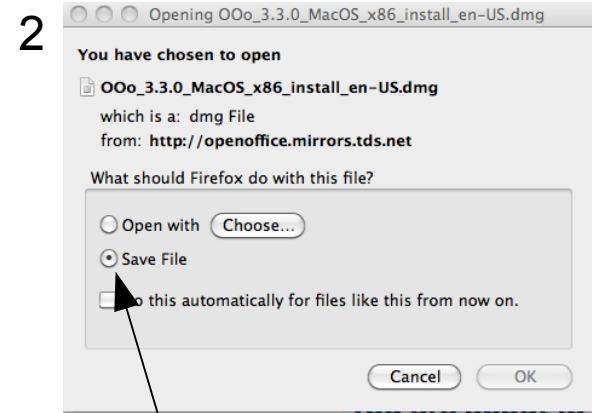 2
Opening OOo_3.3.0_MacOS_x86_install_en-US.dmg
You have chosen to open
OOo_3.3.0_MacOS_x86_install_en-US.dmg
which is a: dmg File
from: http://openoffice.mirrors.tds.net
What should Firefox do with this file?
Open with Choose...
Save File
this automatically for files like this from now on.
Cancel OK